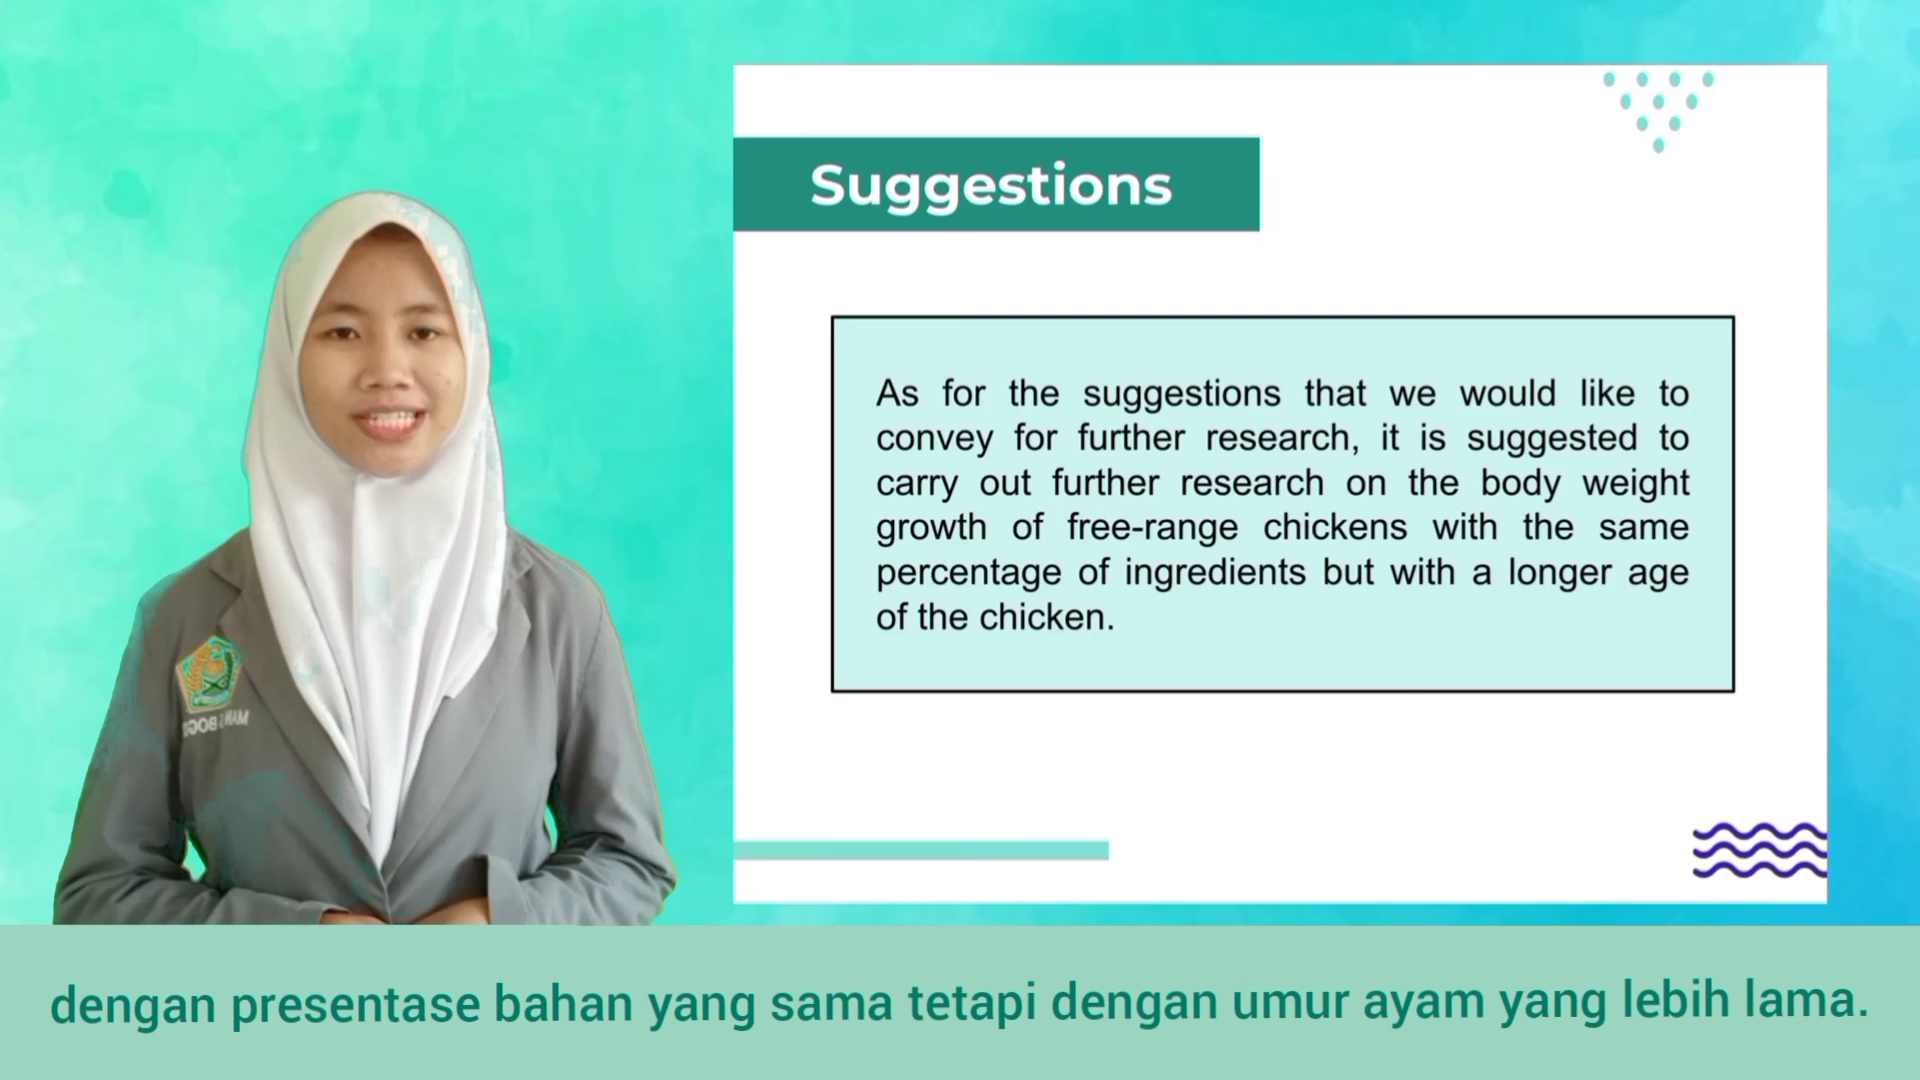 Suggestions
As for the suggestions that we would like to
convey for further research, it is suggested to
carry out further research on the body weight
growth of free-range chickens with the same
percentage of ingredients but with a longer age
of the chicken.
dengan presentase bahan yang sama tetapi dengan umur ayam yang lebih lama.